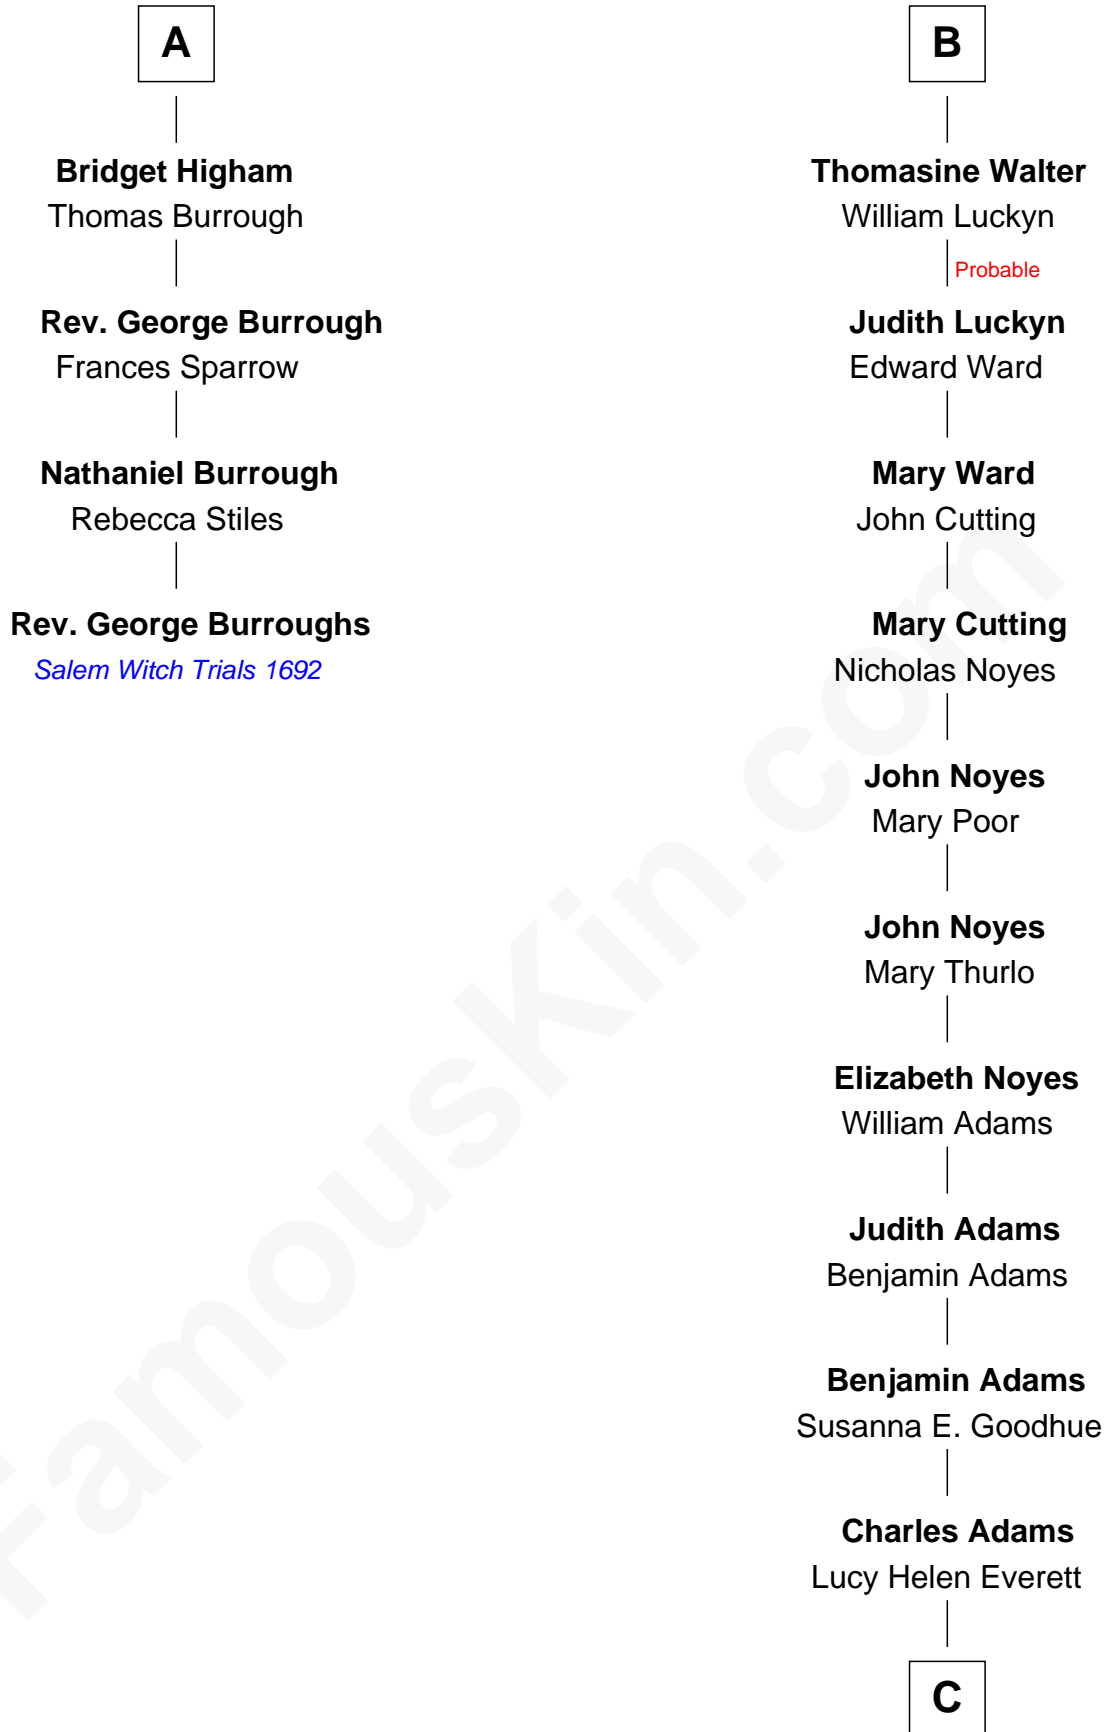 A
Bridget Higham
Thomas Burrough
Rev. George Burrough
Frances Sparrow
Nathaniel Burrough
Rebecca Stiles
Rev. George Burroughs
Salem Witch Trials 1692
B
Thomasine Walter
William Luckyn
Probable
Judith Luckyn
Edward Ward
Mary Ward
John Cutting
Mary Cutting
Nicholas Noyes
John Noyes
Mary Poor
John Noyes
Mary Thurlo
Elizabeth Noyes
William Adams
Judith Adams
Benjamin Adams
Benjamin Adams
Susanna E. Goodhue
Charles Adams
Lucy Helen Everett
C
FamousKin.com